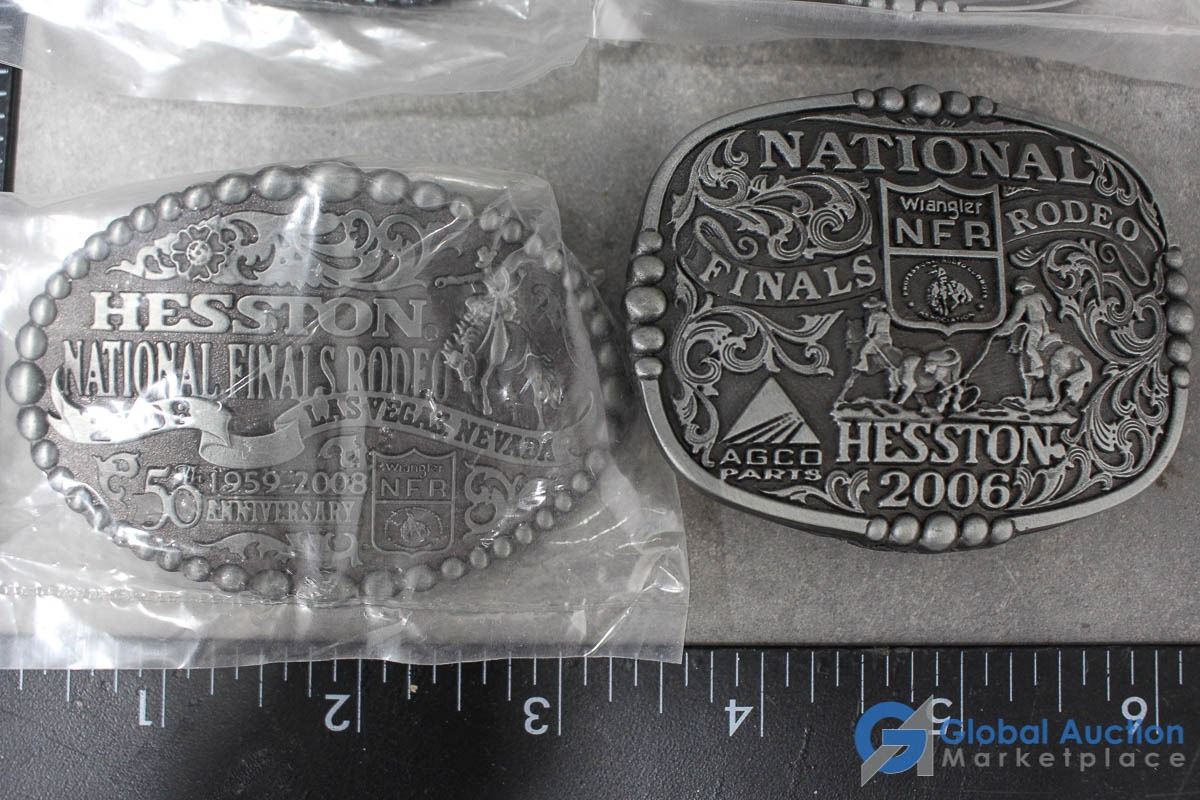 HESSTON®
NATIONAL FINALS RODEO
2008
LAS VEGAS, NEVADA
50TH 1959-2008
ANNIVERSARY
Wrangler
NFR
NATIONAL
Wrangler
NFR
RODEO
FINALS
AGCO
PARTS
HESSTON
2006
1 2 3 4 5 6
Global Auction
Marketplace